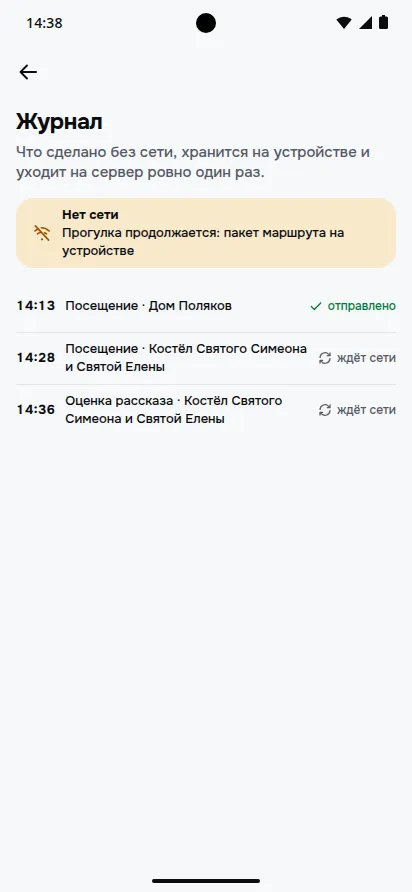 14:38
Журнал
Что сделано без сети, хранится на устройстве и
уходит на сервер ровно один раз.
Нет сети
Прогулка продолжается: пакет маршрута на
устройстве
14:13 Посещение · Дом Поляков отправлено
14:28 Посещение · Костёл Святого Симеона
и Святой Елены ждёт сети
14:36 Оценка рассказа · Костёл Святого
Симеона и Святой Елены ждёт сети